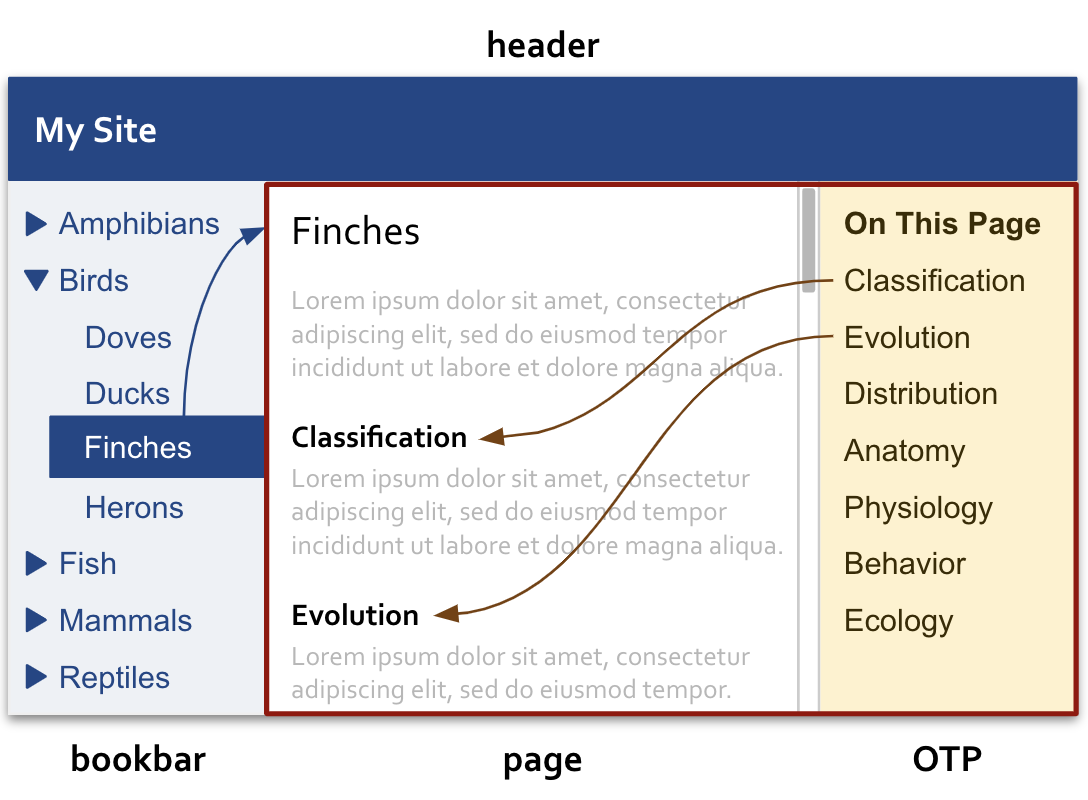 header
My Site
Amphibians
Birds
Doves
Ducks
Finches
Herons
Fish
Mammals
Reptiles
Finches
Lorem ipsum dolor sit amet, consectetur
adipiscing elit, sed do eiusmod tempor
incididunt ut labore et dolore magna aliqua.
Classification
Lorem ipsum dolor sit amet, consectetur
adipiscing elit, sed do eiusmod tempor
incididunt ut labore et dolore magna aliqua.
Evolution
Lorem ipsum dolor sit amet, consectetur
adipiscing elit, sed do eiusmod tempor.
On This Page
Classification
Evolution
Distribution
Anatomy
Physiology
Behavior
Ecology
bookbar
page
OTP